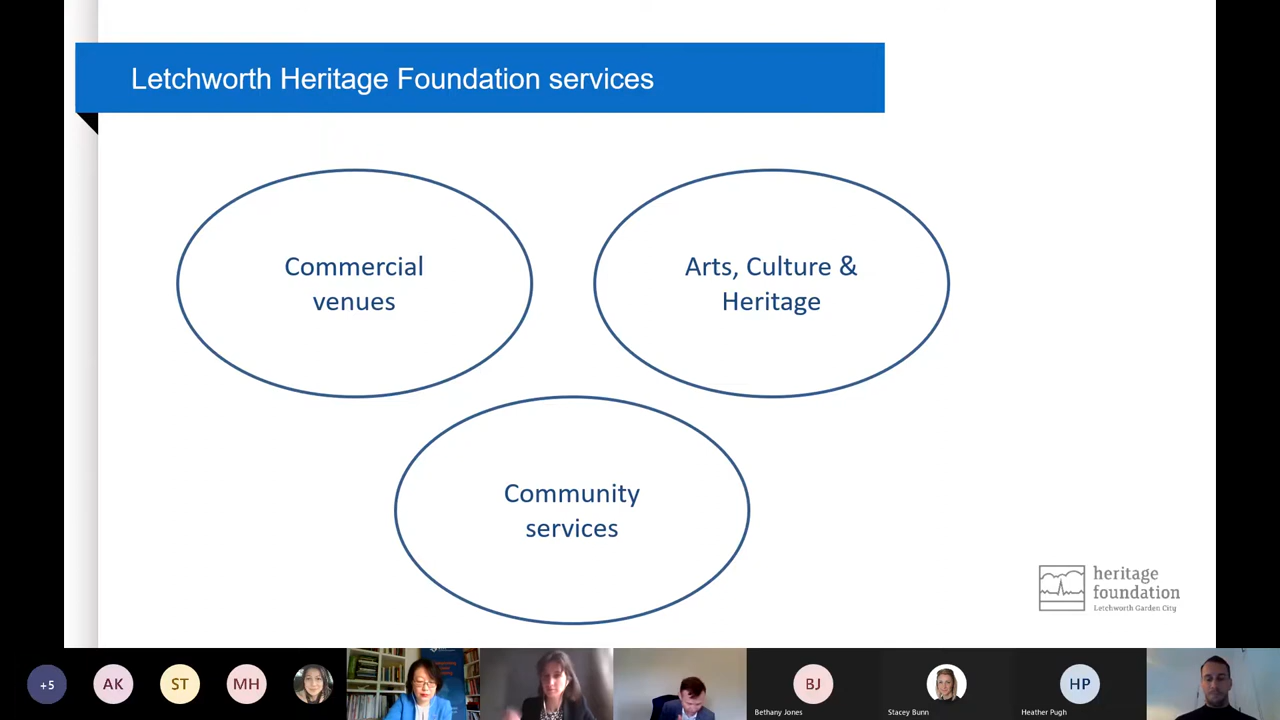 Letchworth Heritage Foundation services
Commercial
venues
Arts, Culture &
Heritage
Community
services
heritage
foundation
Letchworth Garden City
+5
AK
ST
MH
BJ
Bethany Jones
Stacey Bunn
HP
Heather Pugh